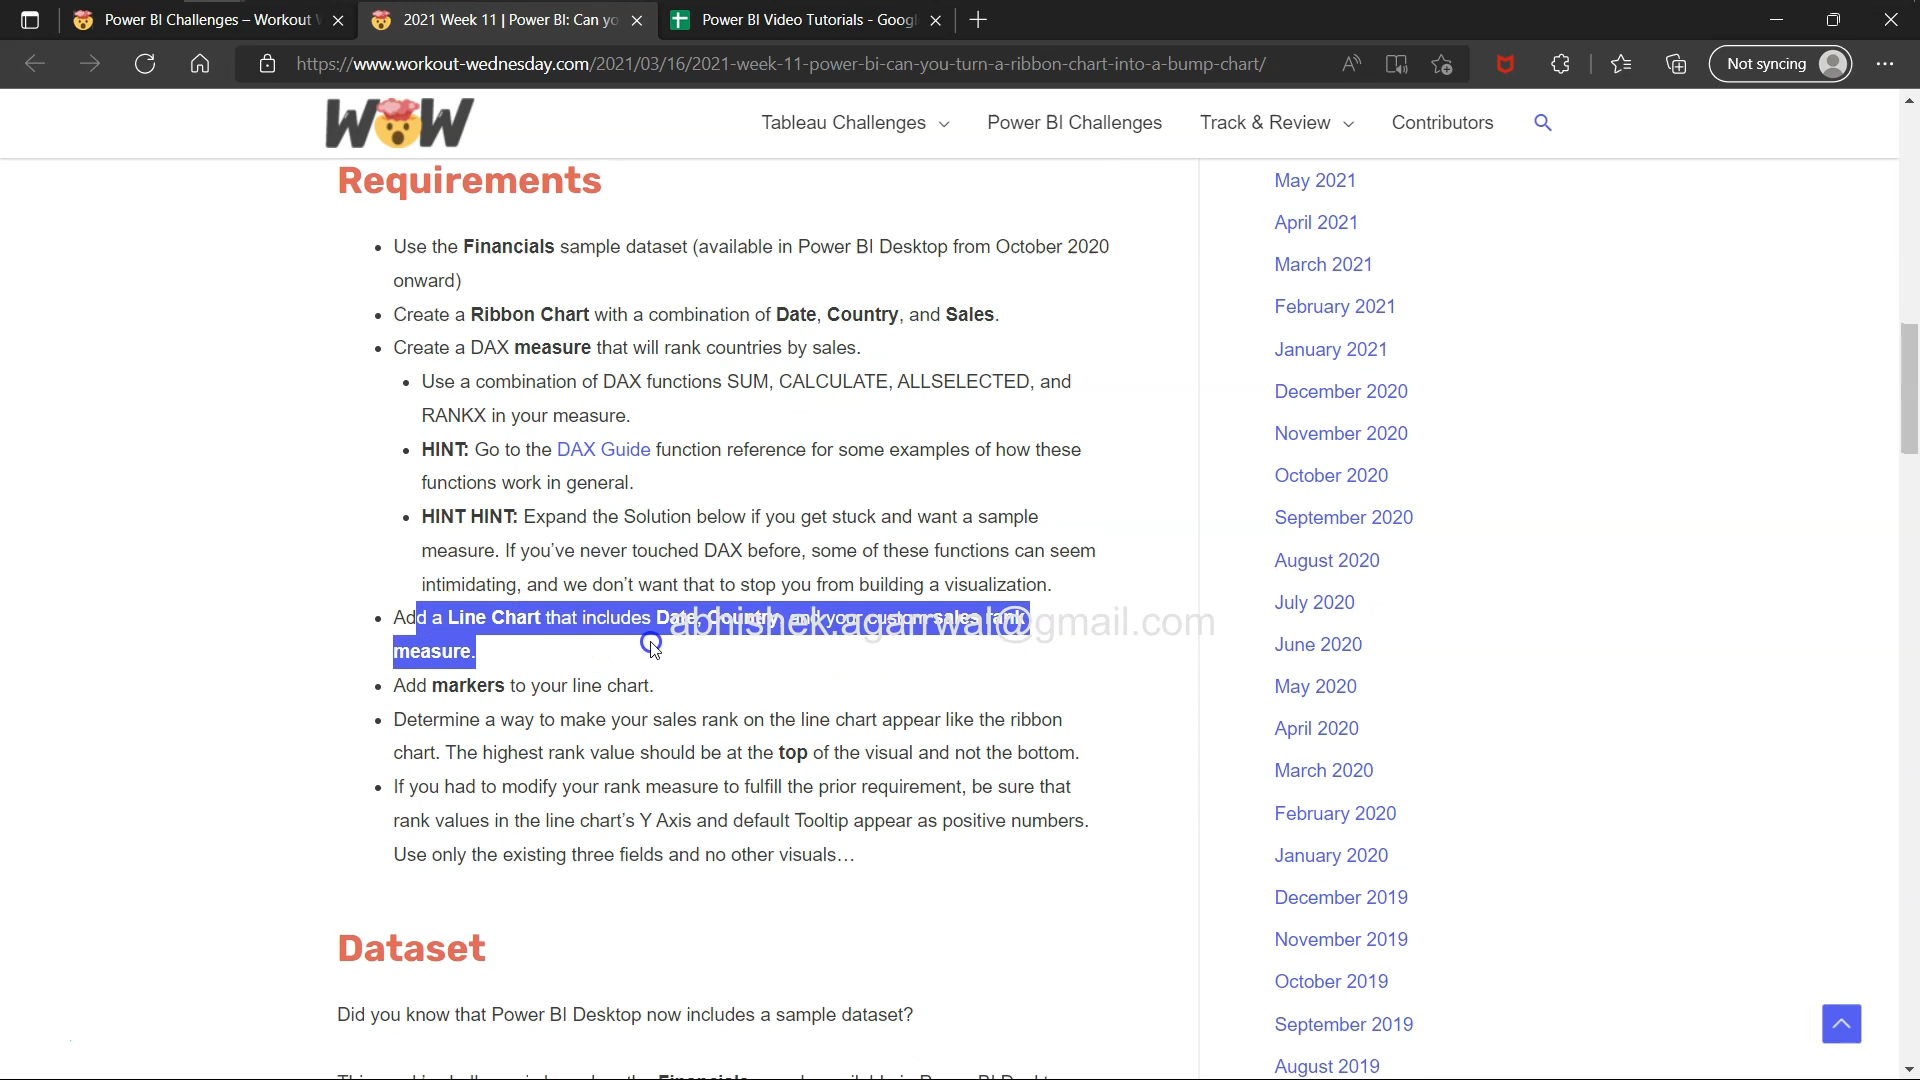 Power BI Challenges – Workout W
2021 Week 11 | Power BI: Can yo
Power BI Video Tutorials - Googl
https://www.workout-wednesday.com/2021/03/16/2021-week-11-power-bi-can-you-turn-a-ribbon-chart-into-a-bump-chart/
Not syncing
WOW
Tableau Challenges
Power BI Challenges
Track & Review
Contributors
Requirements
• Use the Financials sample dataset (available in Power BI Desktop from October 2020
onward)
• Create a Ribbon Chart with a combination of Date, Country, and Sales.
• Create a DAX measure that will rank countries by sales.
• Use a combination of DAX functions SUM, CALCULATE, ALLSELECTED, and
RANKX in your measure.
• HINT: Go to the DAX Guide function reference for some examples of how these
functions work in general.
• HINT HINT: Expand the Solution below if you get stuck and want a sample
measure. If you've never touched DAX before, some of these functions can seem
intimidating, and we don't want that to stop you from building a visualization.
• Add a Line Chart that includes Date, Country, and your custom sales rank
measure.
abhishek.agarrwal@gmail.com
• Add markers to your line chart.
• Determine a way to make your sales rank on the line chart appear like the ribbon
chart. The highest rank value should be at the top of the visual and not the bottom.
• If you had to modify your rank measure to fulfill the prior requirement, be sure that
rank values in the line chart's Y Axis and default Tooltip appear as positive numbers.
Use only the existing three fields and no other visuals…
Dataset
Did you know that Power BI Desktop now includes a sample dataset?
May 2021
April 2021
March 2021
February 2021
January 2021
December 2020
November 2020
October 2020
September 2020
August 2020
July 2020
June 2020
May 2020
April 2020
March 2020
February 2020
January 2020
December 2019
November 2019
October 2019
September 2019
August 2019